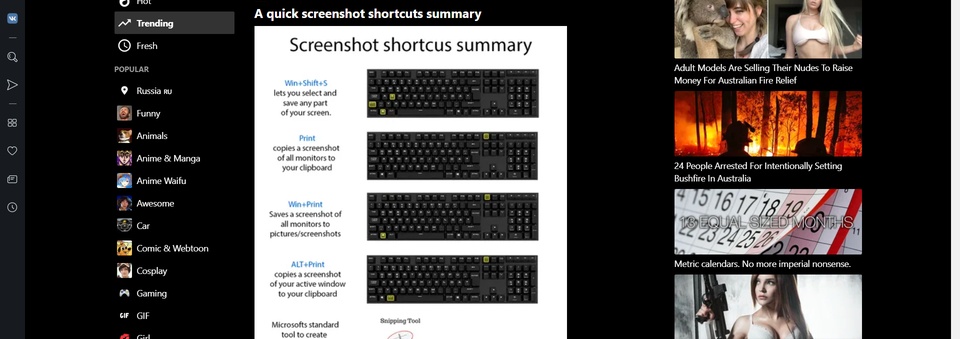 Hot
Trending
Fresh
POPULAR
Russia RU
Funny
Animals
Anime & Manga
Anime Waifu
Awesome
Car
Comic & Webtoon
Cosplay
Gaming
GIF
Girl
A quick screenshot shortcuts summary
Screenshot shortcus summary
Win+Shift+S
lets you select and
save any part
of your screen.
Print
copies a screenshot
of all monitors to
your clipboard
Win+Print
Saves a screenshot of
all monitors to
pictures/screenshots
ALT+Print
copies a screenshot
of your active window
to your clipboard
Microsofts standard
tool to create
Snipping Tool
Adult Models Are Selling Their Nudes To Raise
Money For Australian Fire Relief
24 People Arrested For Intentionally Setting
Bushfire In Australia
13 EQUAL SIZED MONTHS
Metric calendars. No more imperial nonsense.